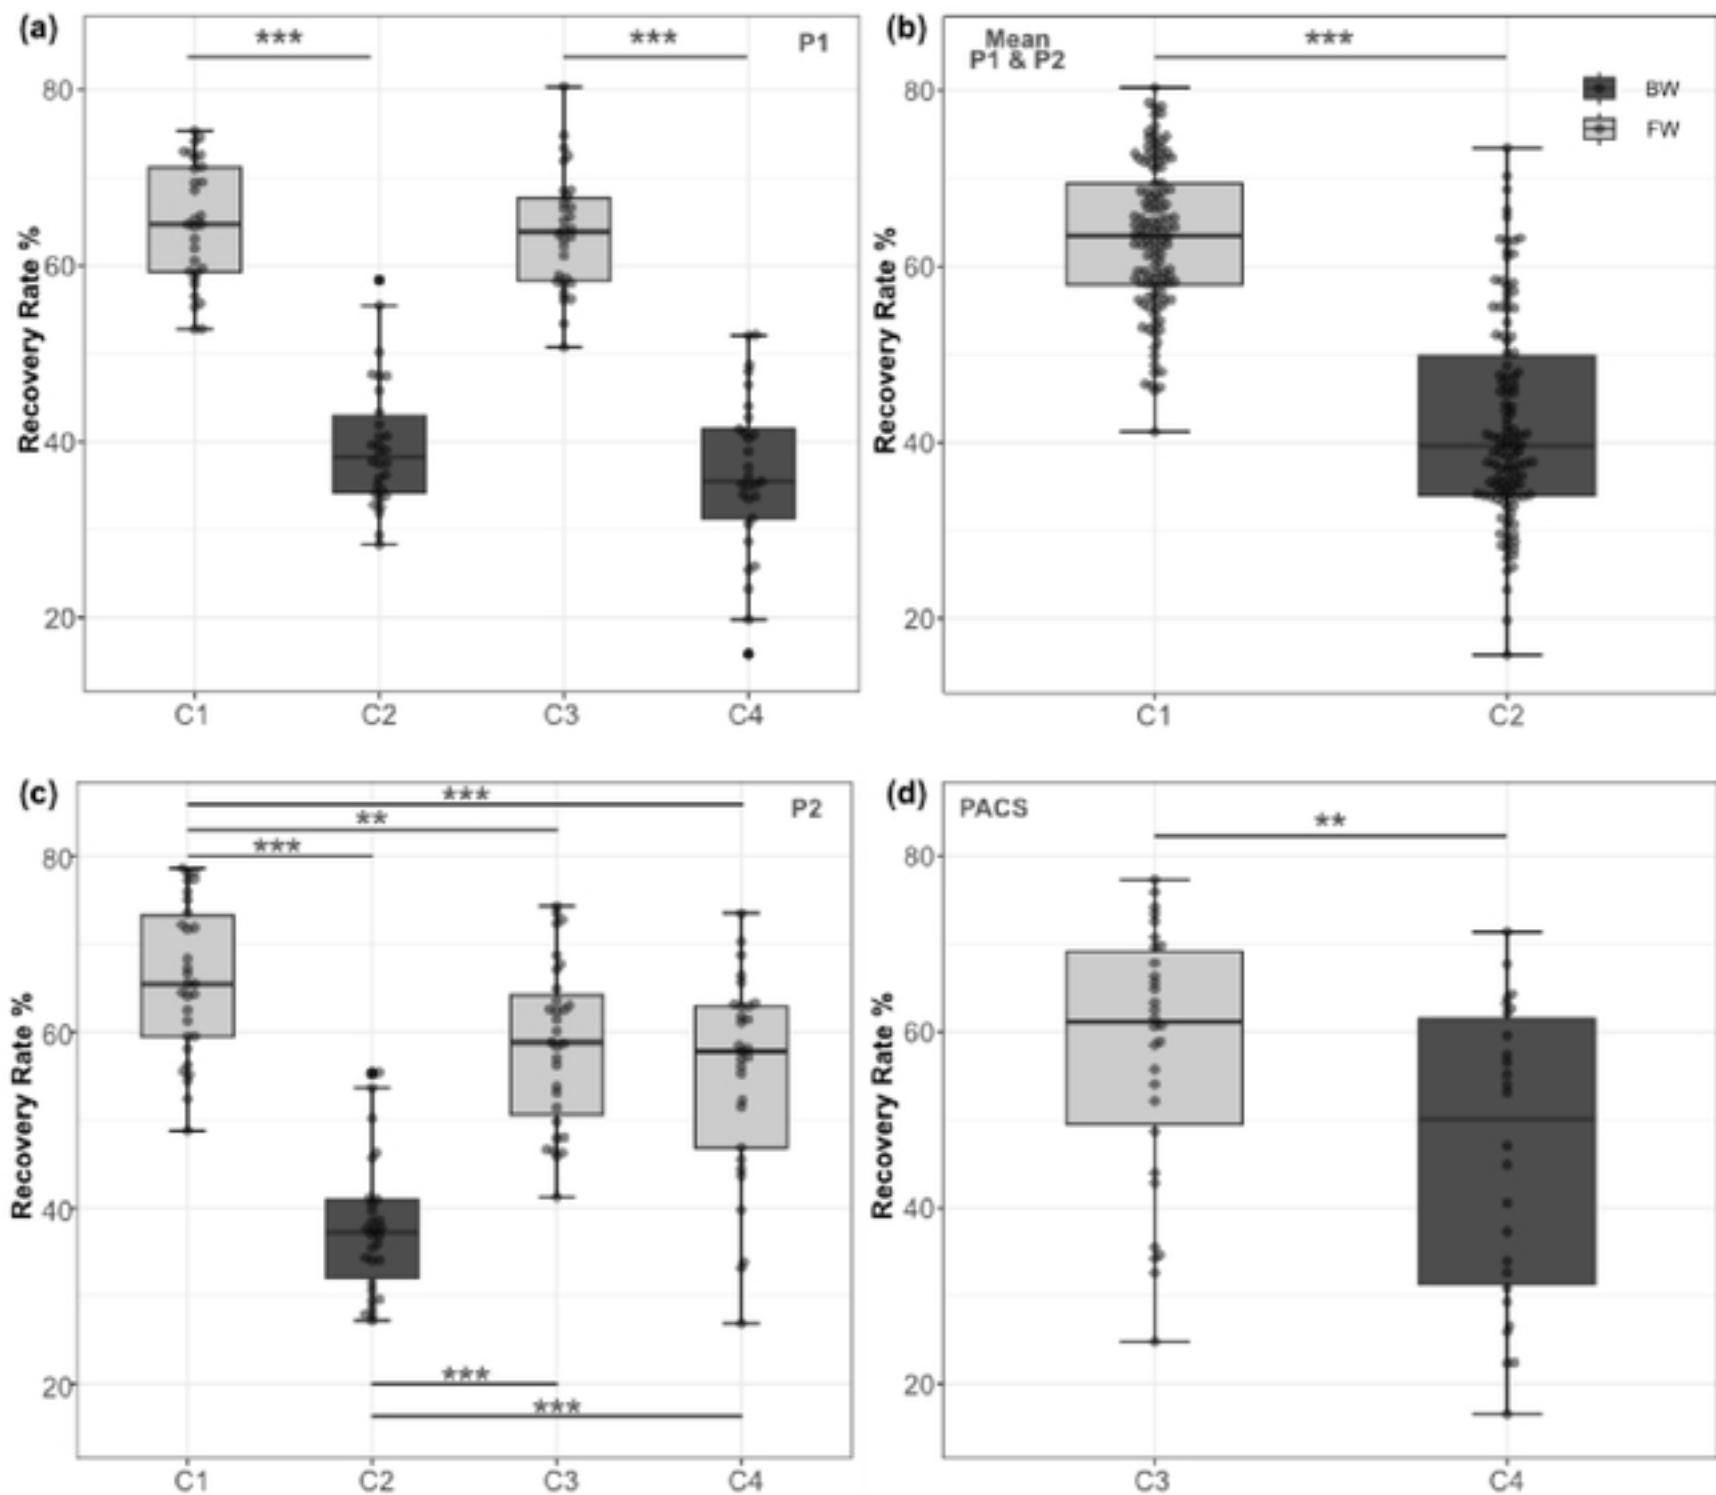 (a)
***
***
P1
80
60
40
20
Recovery Rate %
C1
C2
C3
C4
(b)
Mean
P1 & P2
***
BW
FW
80
60
40
20
Recovery Rate %
C1
C2
(c)
***
**
***
P2
80
60
40
20
Recovery Rate %
***
***
C1
C2
C3
C4
(d)
PACS
**
80
60
40
20
Recovery Rate %
C3
C4